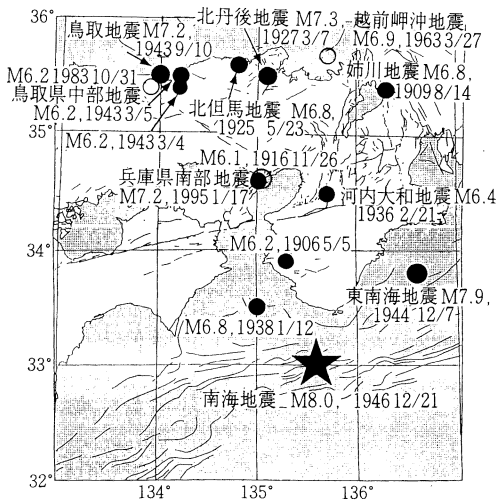 36°
35°
34°
33°
32°
134°
135°
136°
鳥取地震 M7.2,
1943 9/10
北丹後地震 M7.3,
1927 3/7
越前岬沖地震
M6.9, 1963 3/27
M6.2 1983 10/31
鳥取県中部地震
M6.2, 1943 3/5
M6.2, 1943 3/4
北但馬地震 M6.8,
1925 5/23
姉川地震 M6.8,
1909 8/14
M6.1, 1916 11/26
兵庫県南部地震
M7.2, 1995 1/17
河内大和地震 M6.4
1936 2/21
M6.2, 1906 5/5
東南海地震 M7.9,
1944 12/7
M6.8, 1938 1/12
南海地震 M8.0, 1946 12/21